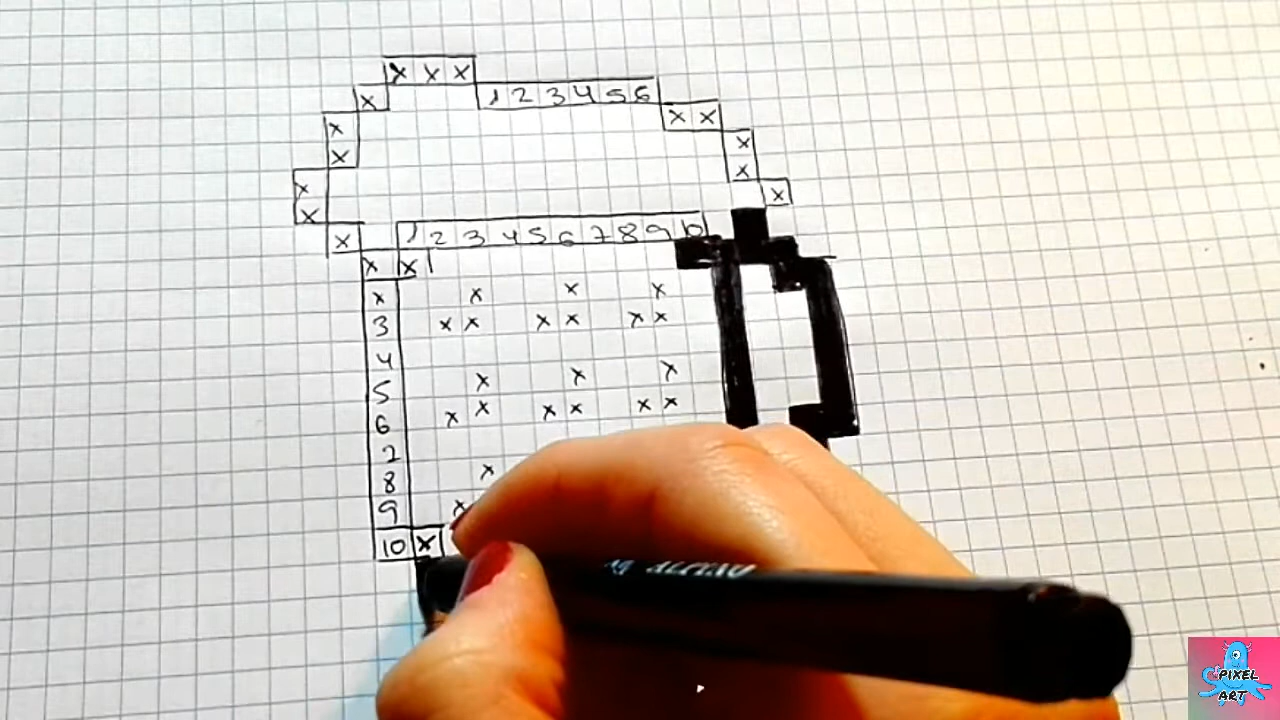 x x x
x 1 2 3 4 5 6
x x x
x x
x x
x x
x 1 2 3 4 5 6 7 8 9 10
x x
x x x x
3 x x x x x x
4
5 x x x
6 x x x x x x
2
8 x
9 x
10 x
PIXEL
ART